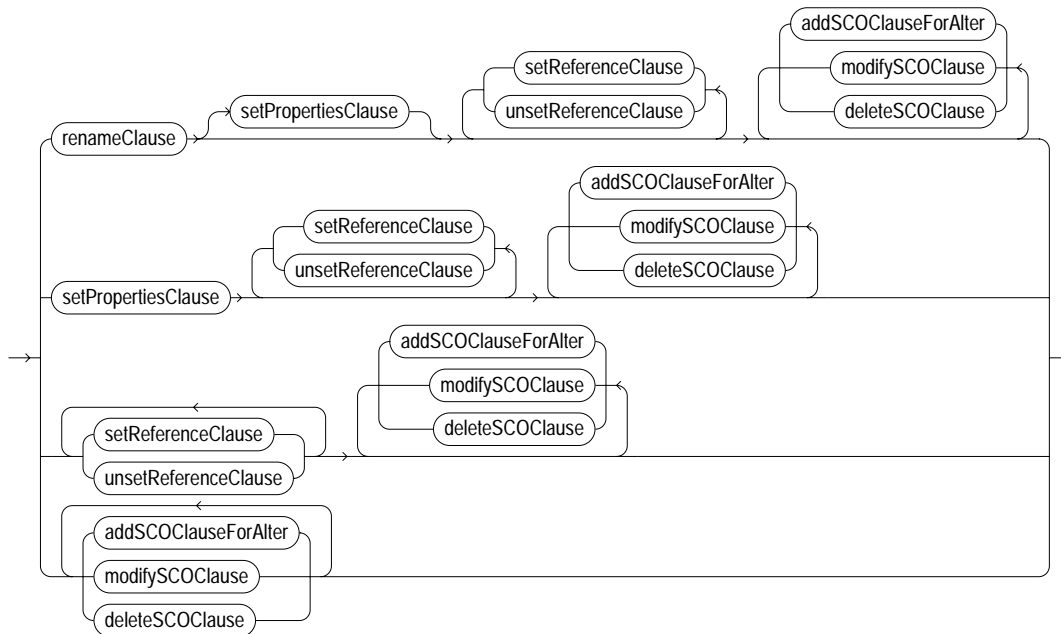 addSCOClauseForAlter
setReferenceClause
modifySCOClause
setPropertiesClause
unsetReferenceClause
deleteSCOClause
renameClause
addSCOClauseForAlter
setReferenceClause
modifySCOClause
unsetReferenceClause
deleteSCOClause
setPropertiesClause
addSCOClauseForAlter
modifySCOClause
deleteSCOClause
setReferenceClause
unsetReferenceClause
addSCOClauseForAlter
modifySCOClause
deleteSCOClause